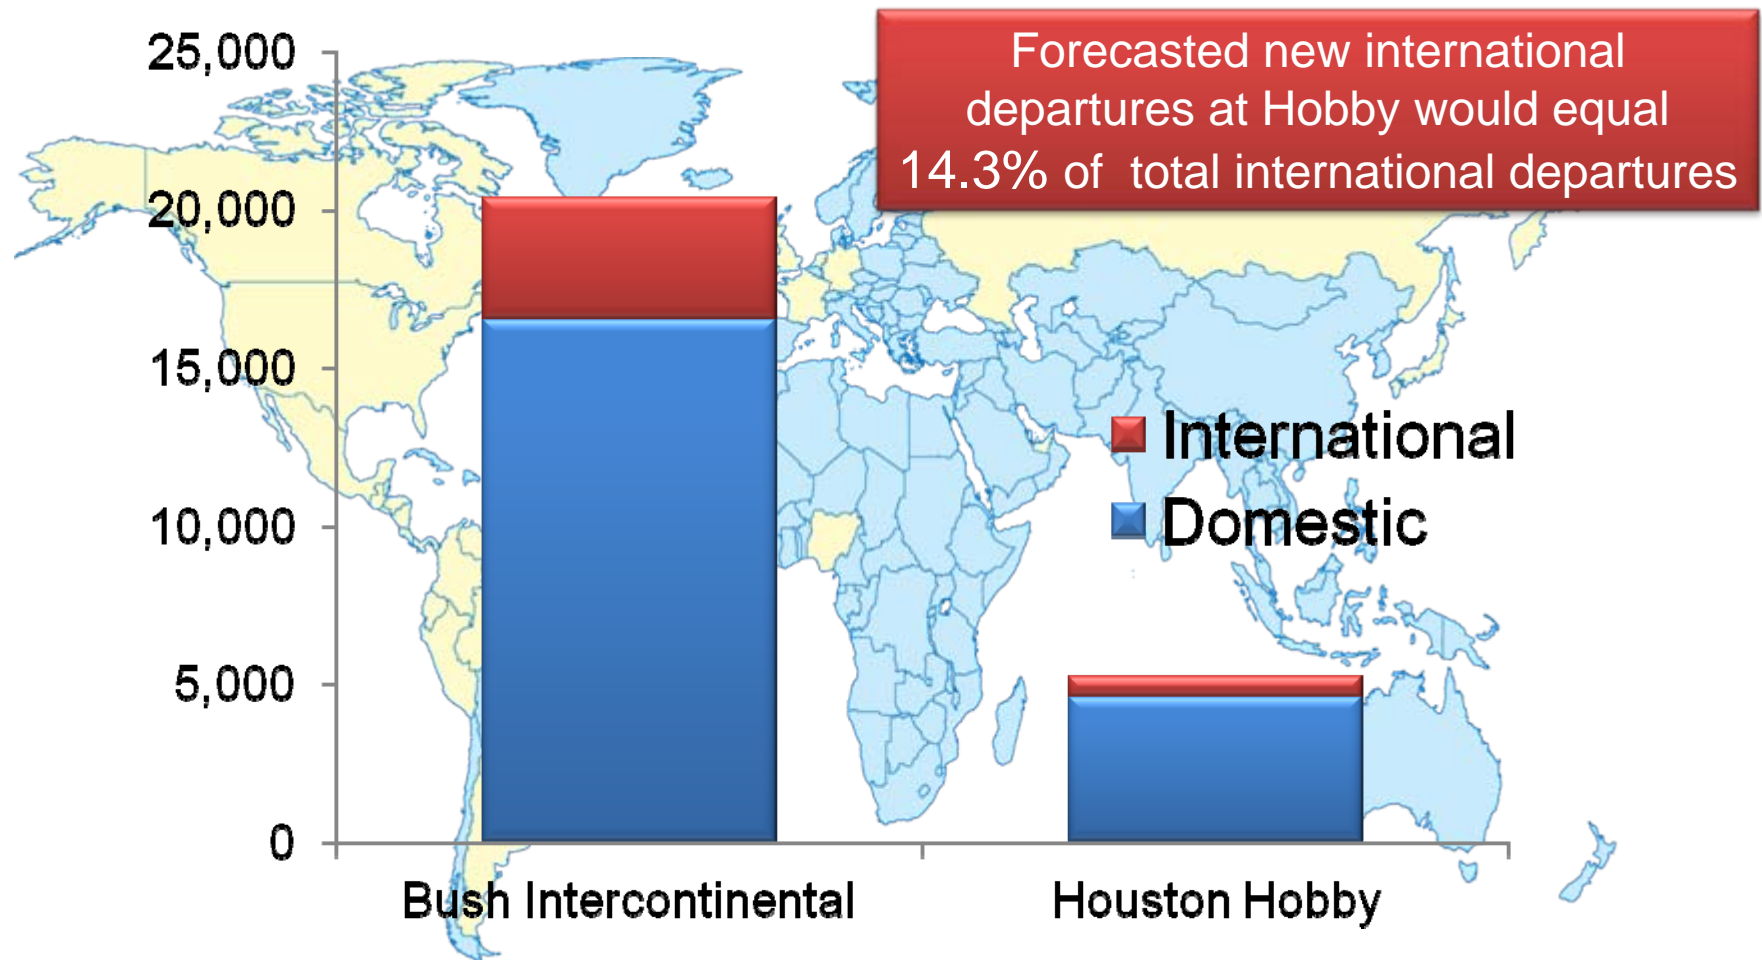 Forecasted new international
departures at Hobby would equal
14.3% of total international departures
25,000
20,000
15,000
10,000
5,000
0
International
Domestic
Bush Intercontinental
Houston Hobby